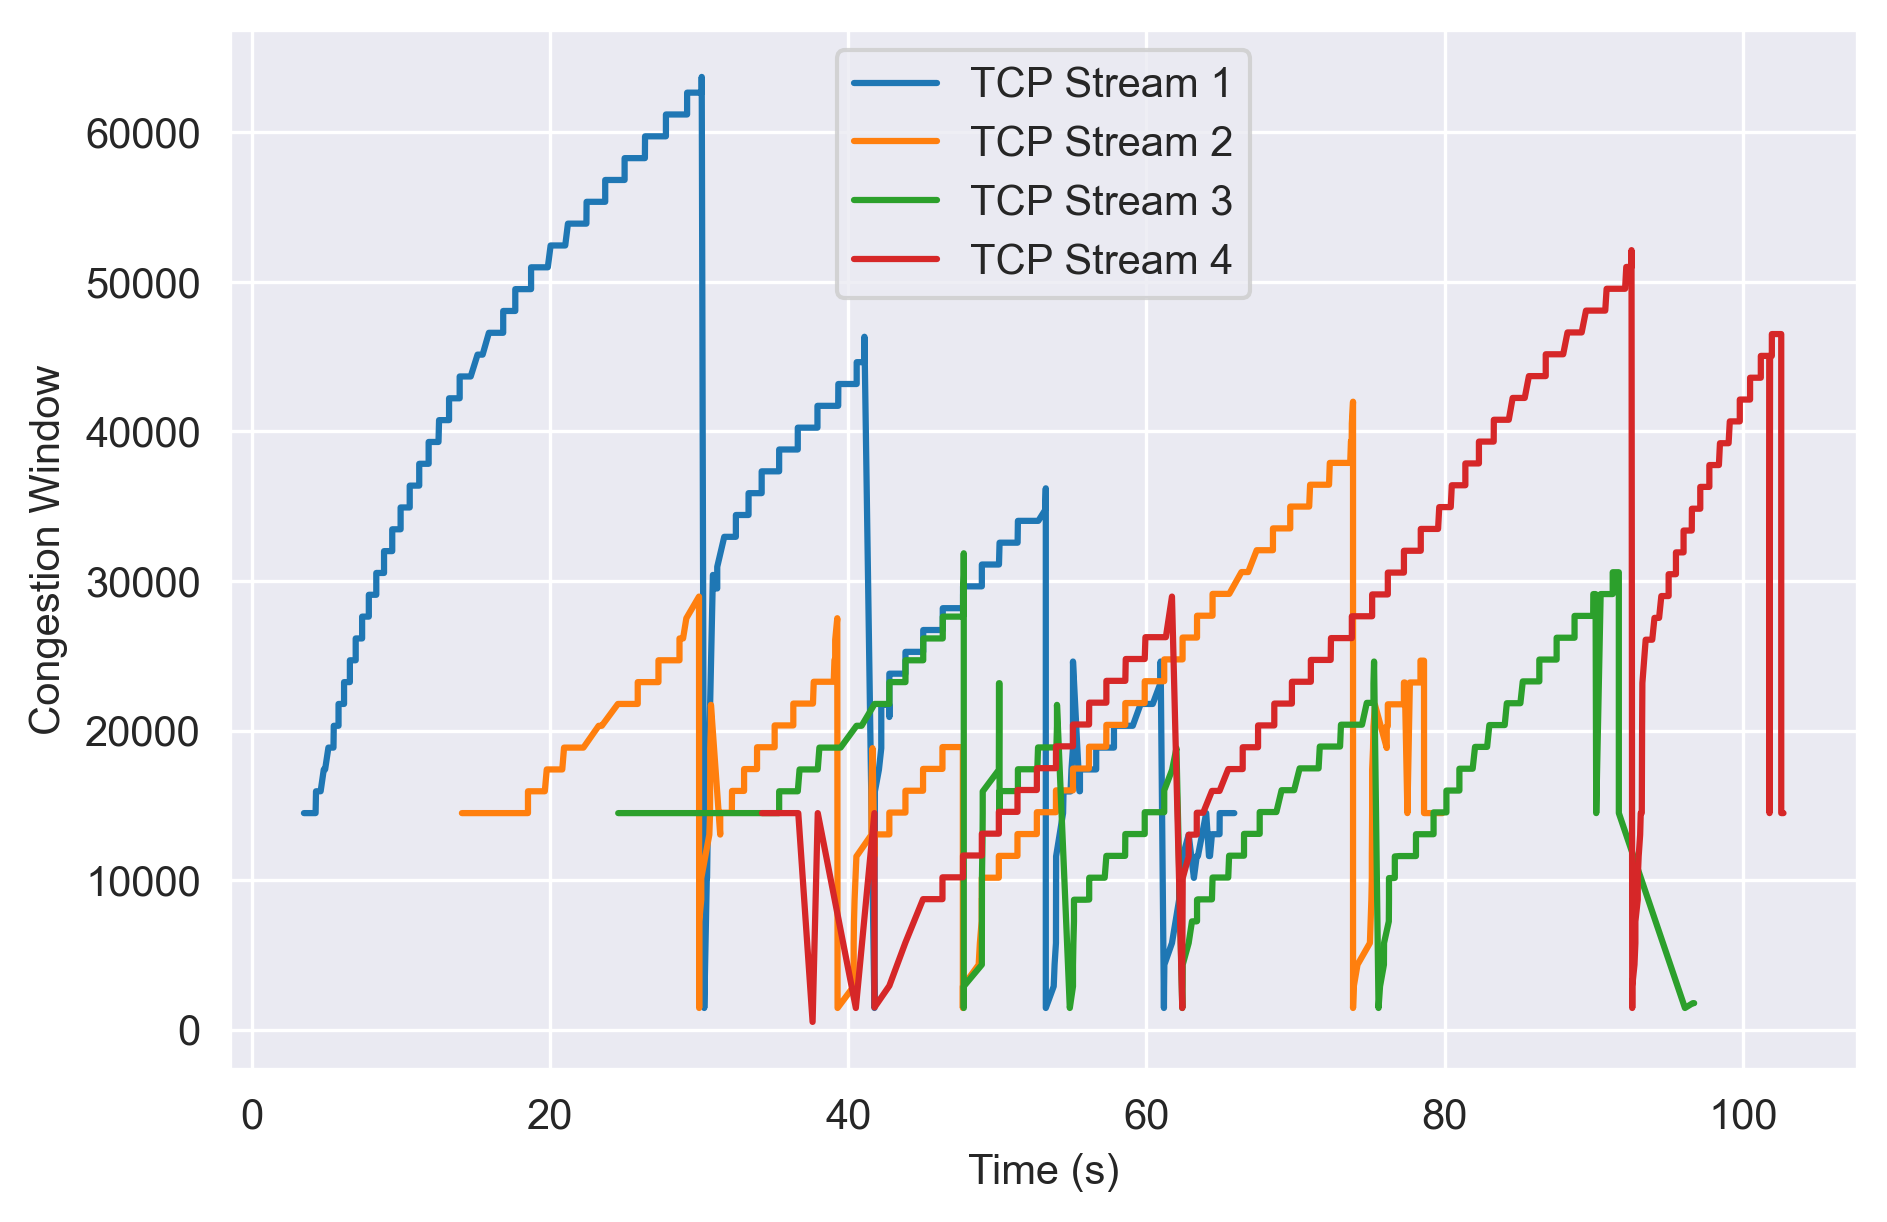 TCP Stream 1
TCP Stream 2
TCP Stream 3
TCP Stream 4
60000
50000
40000
30000
20000
10000
0
Congestion Window
0 20 40 60 80 100
Time (s)